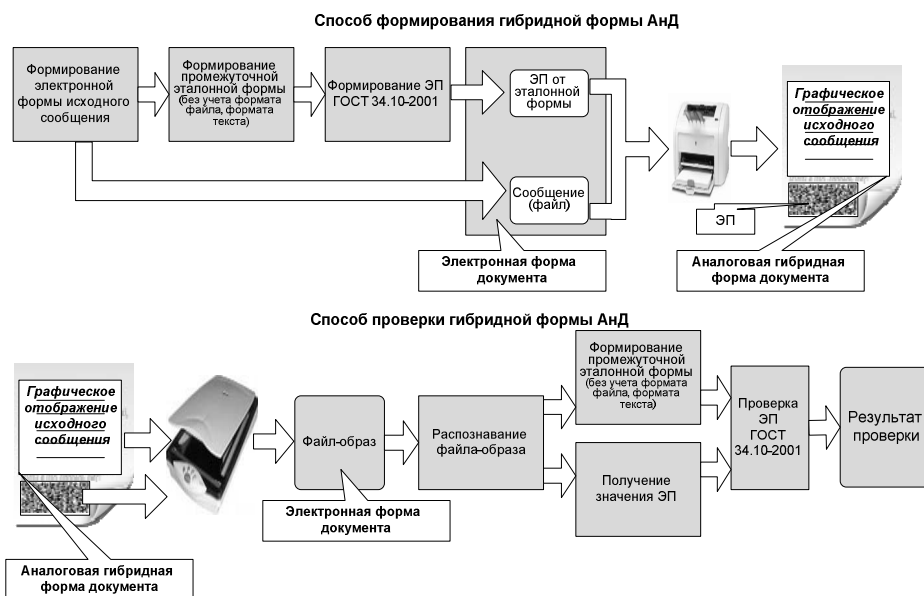 Способ формирования гибридной формы АнД
Формирование
электронной
формы исходного
сообщения
Формирование
промежуточной
эталонной формы
(без учета формата
файла, формата
текста)
Формирование ЭП
ГОСТ 34.10-2001
ЭП от
эталонной
формы
Сообщение
(файл)
Электронная форма
документа
Графическое
отображение
исходного
сообщения
ЭП
Аналоговая гибридная
форма документа
Способ проверки гибридной формы АнД
Графическое
отображение
исходного
сообщения
Аналоговая гибридная
форма документа
Файл-образ
Электронная форма
документа
Распознавание
файла-образа
Формирование
промежуточной
эталонной формы
(без учета формата
файла, формата
текста)
Получение
значения ЭП
Проверка
ЭП
ГОСТ
34.10-2001
Результат
проверки